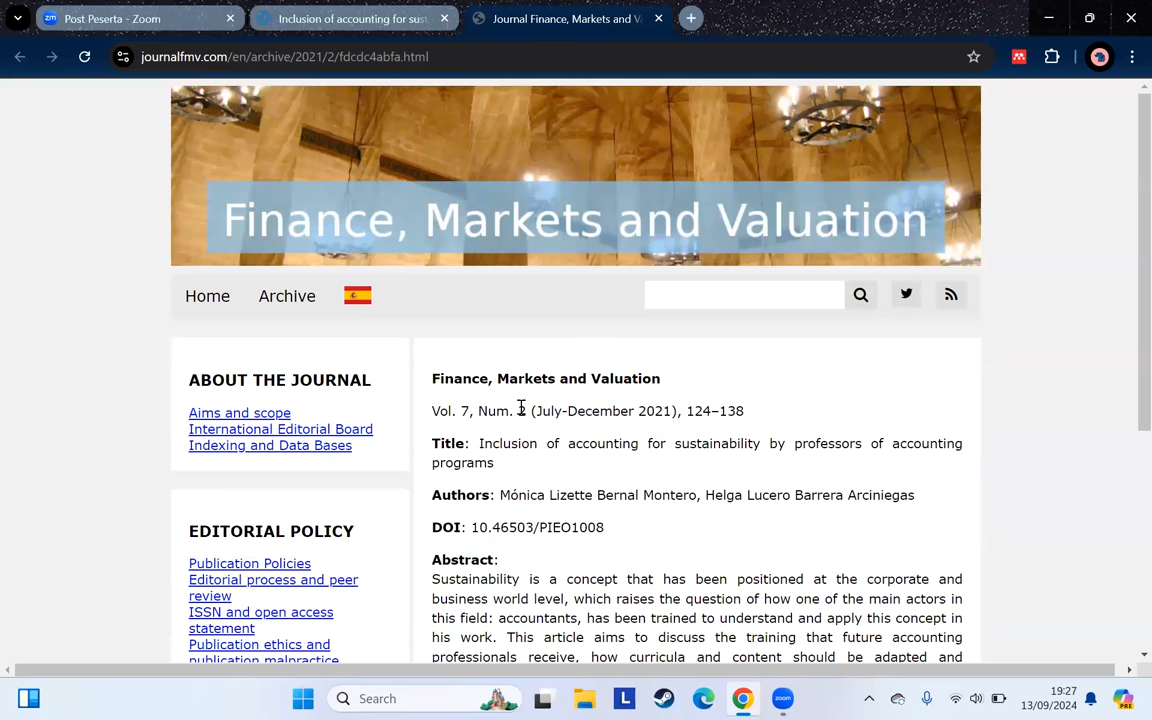 Post Peserta - Zoom
Inclusion of accounting for sust
Journal Finance, Markets and V
journalfmv.com/en/archive/2021/2/fdcdc4abfa.html
Finance, Markets and Valuation
Home
Archive
ABOUT THE JOURNAL
Aims and scope
International Editorial Board
Indexing and Data Bases
EDITORIAL POLICY
Publication Policies
Editorial process and peer
review
ISSN and open access
statement
Publication ethics and
publication malpractice
Finance, Markets and Valuation
Vol. 7, Num. 2 (July-December 2021), 124–138
Title: Inclusion of accounting for sustainability by professors of accounting
programs
Authors: Mónica Lizette Bernal Montero, Helga Lucero Barrera Arciniegas
DOI: 10.46503/PIEO1008
Abstract:
Sustainability is a concept that has been positioned at the corporate and
business world level, which raises the question of how one of the main actors in
this field: accountants, has been trained to understand and apply this concept in
his work. This article aims to discuss the training that future accounting
professionals receive, how curricula and content should be adapted and
Search
L
zoom
19:27
13/09/2024
PRE